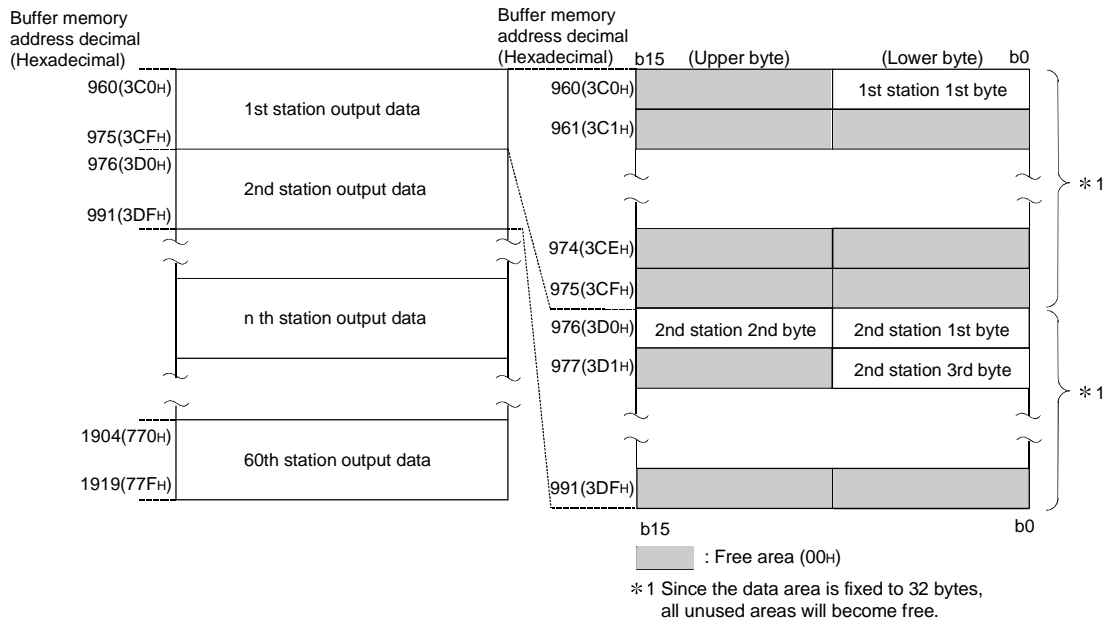 Buffer memory
address decimal
(Hexadecimal)
960(3C0H)
1st station output data
975(3CFH)
976(3D0H)
2nd station output data
991(3DFH)
n th station output data
1904(770H)
60th station output data
1919(77FH)
Buffer memory
address decimal
(Hexadecimal)
b15 (Upper byte) (Lower byte) b0
960(3C0H) 1st station 1st byte
961(3C1H)
*1
974(3CEH)
975(3CFH)
976(3D0H) 2nd station 2nd byte 2nd station 1st byte
977(3D1H) 2nd station 3rd byte
*1
991(3DFH)
b15 b0
: Free area (00H)
*1 Since the data area is fixed to 32 bytes,
all unused areas will become free.